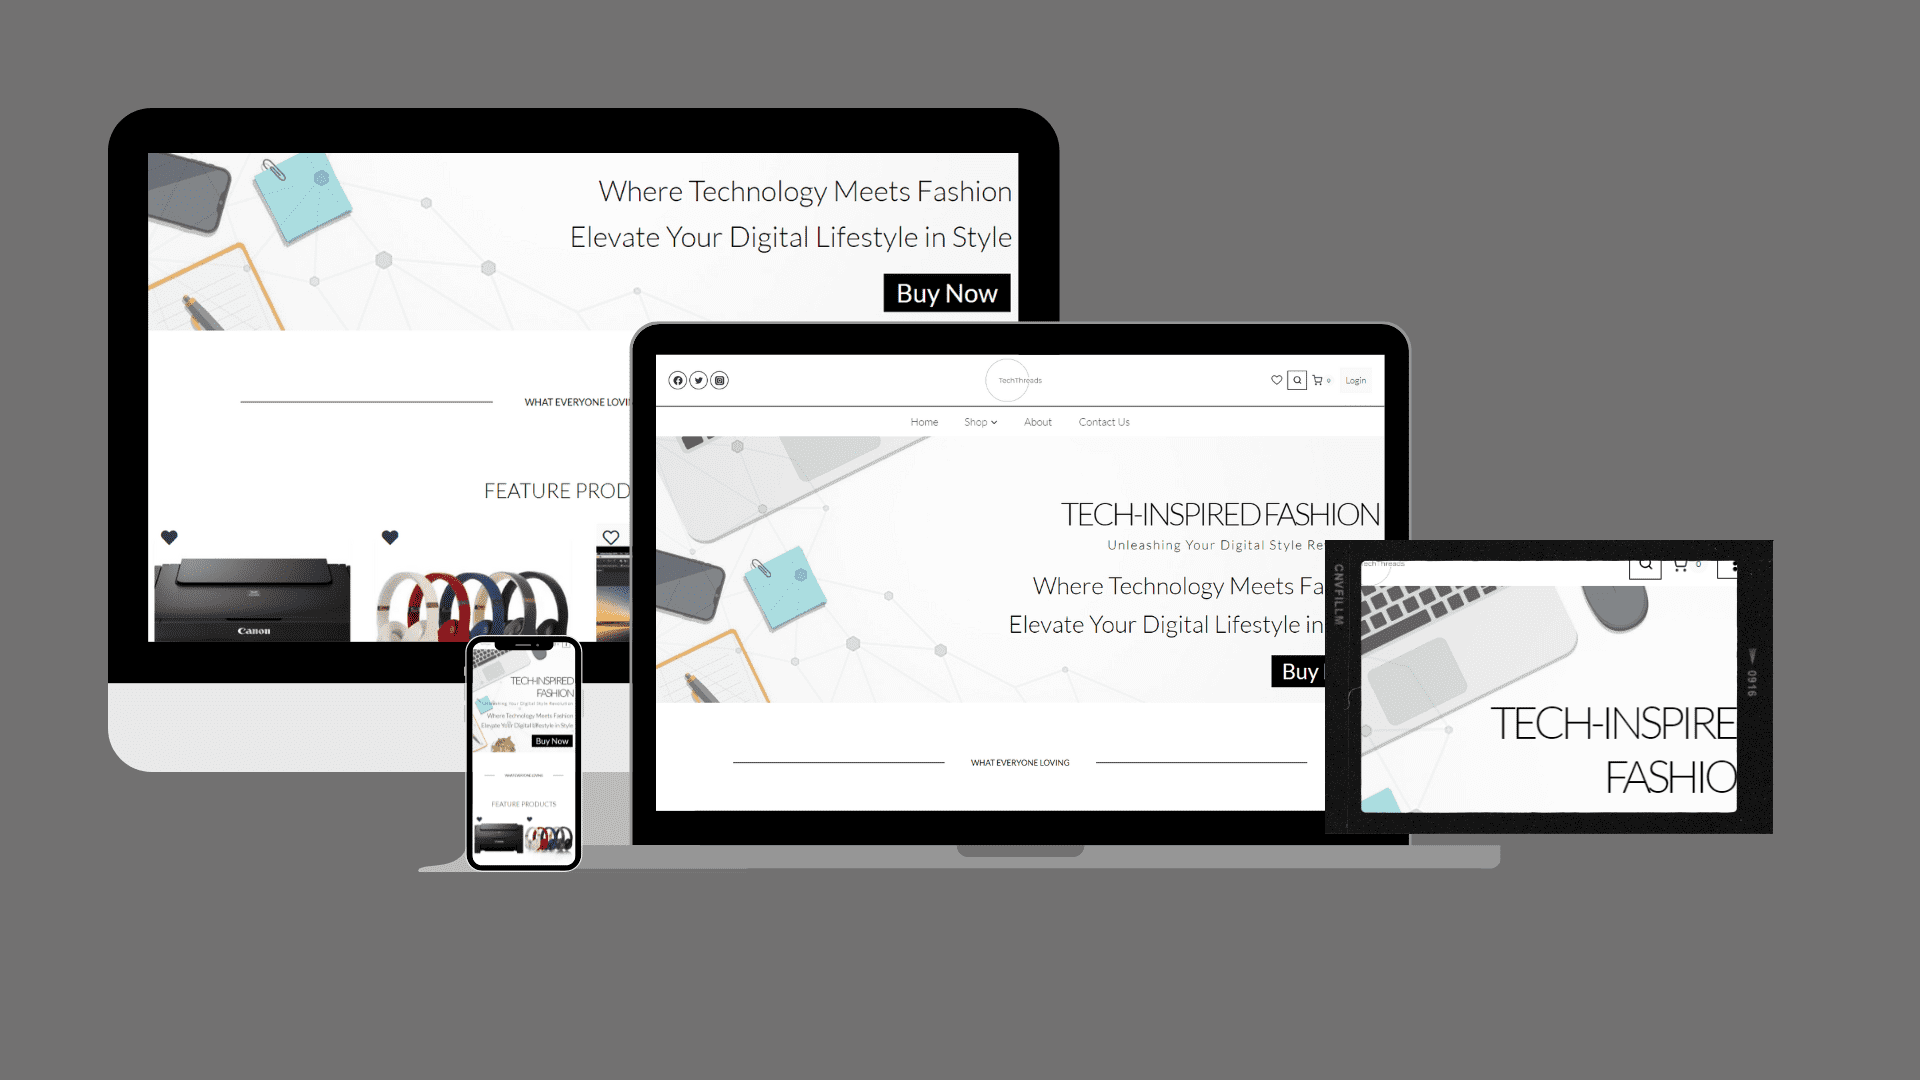 Where Technology Meets Fashion
Elevate Your Digital Lifestyle in Style
Buy Now
WHAT EVERYONE LOVI
FEATURE PROD
Canon
TechThreads
0
Login
Home
Shop
About
Contact Us
TECH-INSPIRED FASHION
Unleashing Your Digital Style Re
Where Technology Meets Fa
Elevate Your Digital Lifestyle in
Buy
WHAT EVERYONE LOVING
TECH-INSPIRED
FASHION
Unleashing Your Digital Style Revolution
Where Technology Meets Fashion
Elevate Your Digital Lifestyle in Style
Buy Now
WHAT EVERYONE LOVING
FEATURE PRODUCTS
CNVFILLM
echThreads
0
TECH-INSPIRE
FASHIO
0916